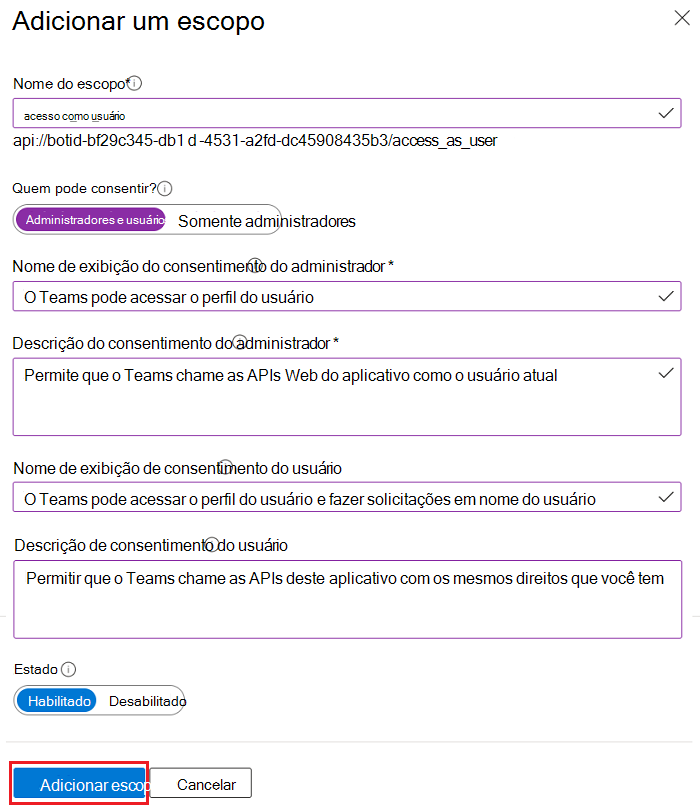 Adicionar um escopo
Nome do escopo*
acesso como usuário
api://botid-bf29c345-db1 d -4531-a2fd-dc45908435b3/access_as_user
Quem pode consentir?
Administradores e usuário Somente administradores
Nome de exibição do consentimento do administrador *
O Teams pode acessar o perfil do usuário
Descrição do consentimento do administrador *
Permite que o Teams chame as APIs Web do aplicativo como o usuário atual
Nome de exibição de consentimento do usuário
O Teams pode acessar o perfil do usuário e fazer solicitações em nome do usuário
Descrição de consentimento do usuário
Permitir que o Teams chame as APIs deste aplicativo com os mesmos direitos que você tem
Estado
Habilitado Desabilitado
Adicionar escop Cancelar